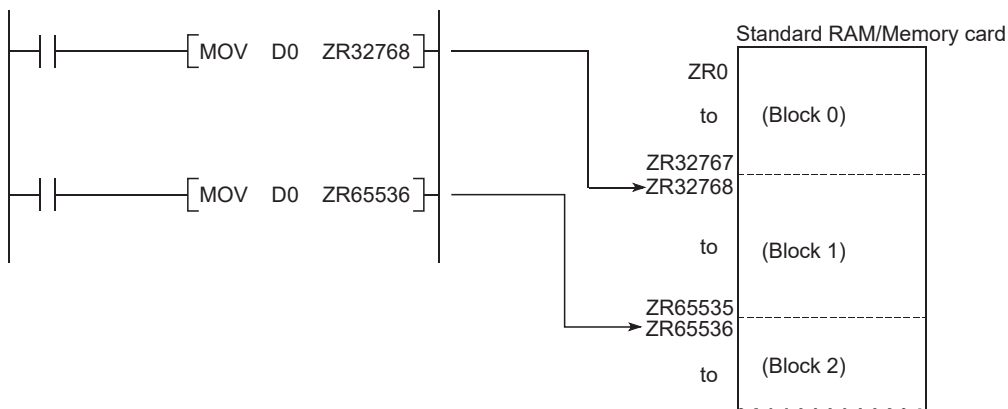 Standard RAM/Memory card
MOV D0 ZR32768
ZR0
to
(Block 0)
ZR32767
ZR32768
MOV D0 ZR65536
to
(Block 1)
ZR65535
ZR65536
to
(Block 2)